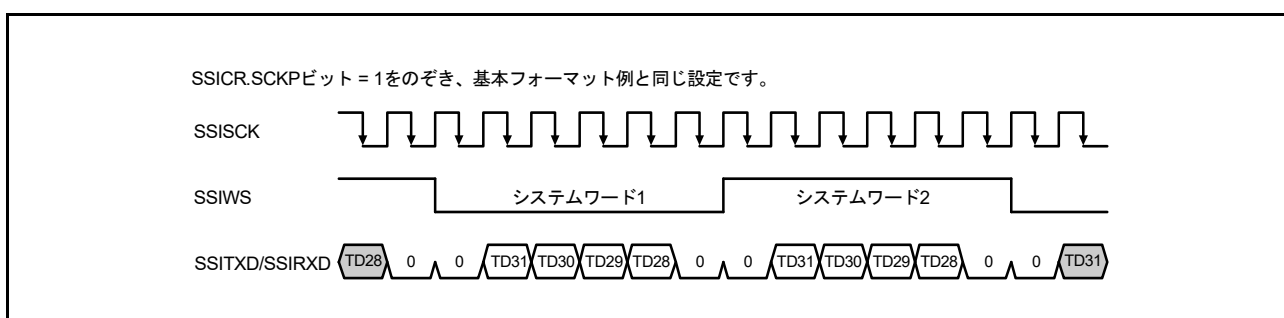 SSICR.SCKPビット = 1をのぞき、基本フォーマット例と同じ設定です。
SSISCK
SSIWS システムワード1 システムワード2
SSITXD/SSIRXD TD28 0 0 TD31 TD30 TD29 TD28 0 0 TD31 TD30 TD29 TD28 0 0 TD31